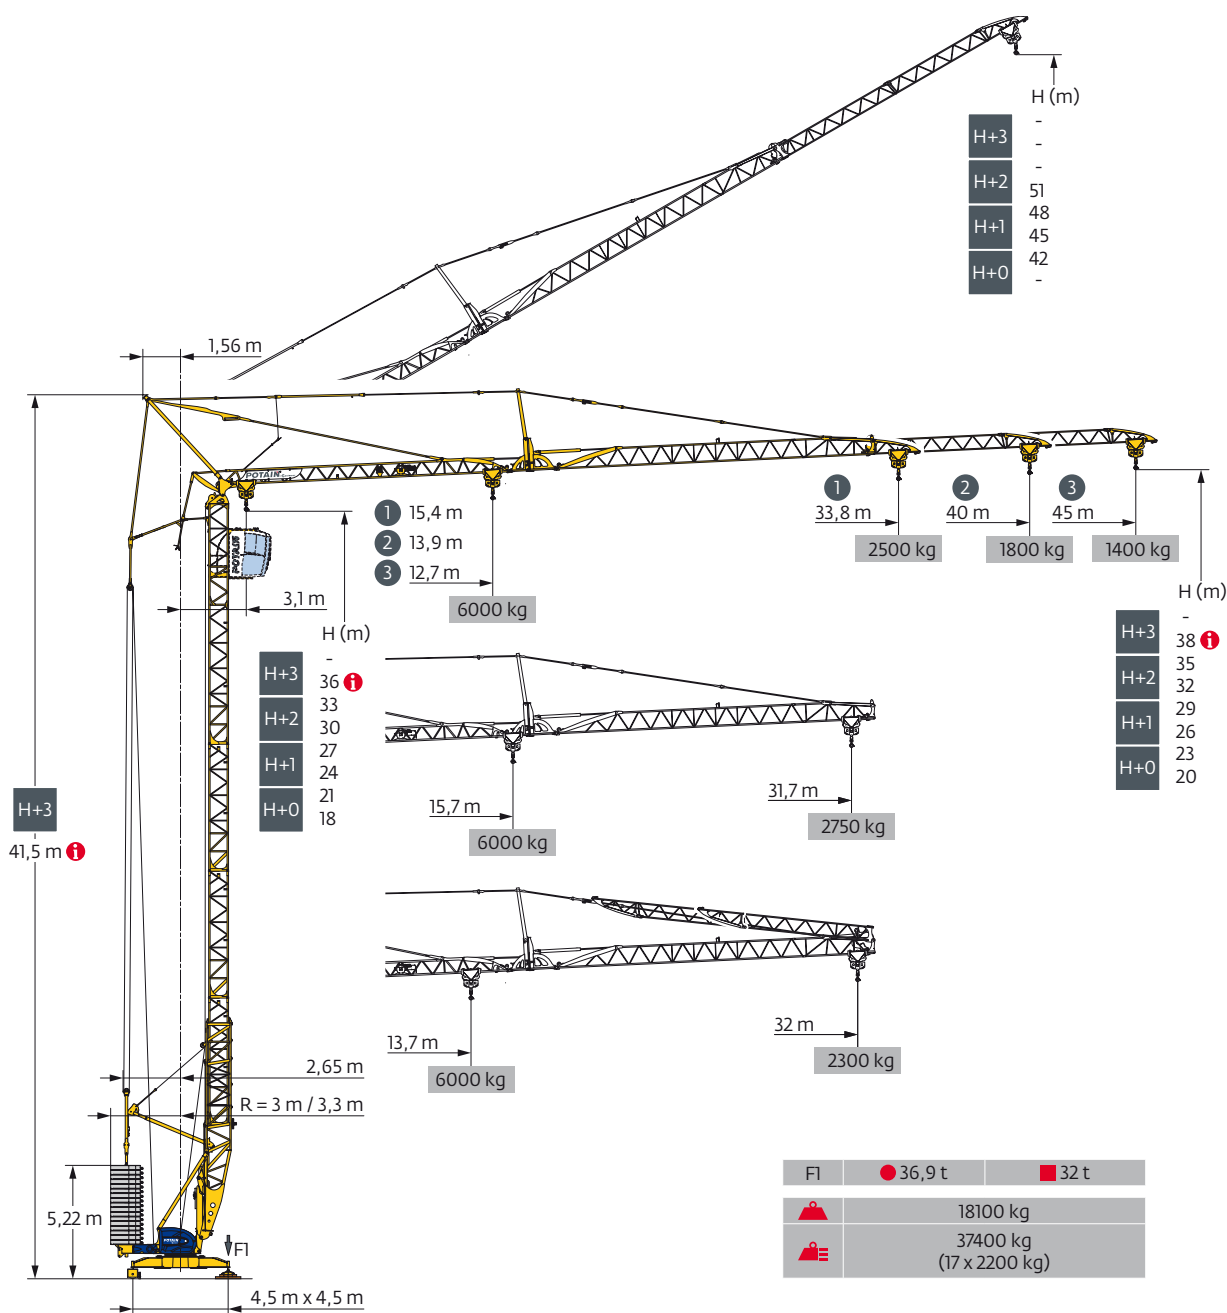 H (m)
H+3
-
-
H+2
-
51
H+1
48
45
H+0
42
-
1,56 m
POTAIN
1 15,4 m
2 13,9 m
3 12,7 m
6000 kg
1
33,8 m
2500 kg
2
40 m
1800 kg
3
45 m
1400 kg
POTAIN
3,1 m
H (m)
H+3
-
36 i
H+2
33
30
H+1
27
24
H+0
21
18
H (m)
H+3
-
38 i
H+2
35
32
H+1
29
26
H+0
23
20
15,7 m
6000 kg
31,7 m
2750 kg
H+3
41,5 m i
13,7 m
6000 kg
32 m
2300 kg
2,65 m
R = 3 m / 3,3 m
5,22 m
POTAIN
F1
4,5 m x 4,5 m
F1 36,9 t 32 t
18100 kg
37400 kg
(17 x 2200 kg)